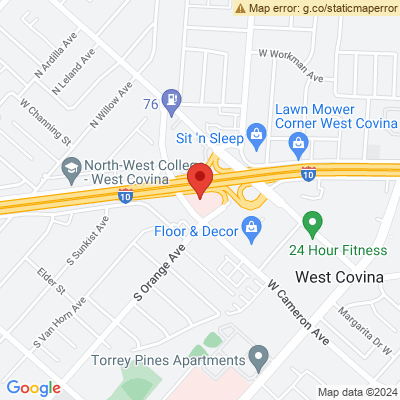 Map error: g.co/staticmaperror
N Ardilla Ave
W Workman Ave
N Leland Ave
N Willow Ave
76
W Channing St
Lawn Mower
Corner West Covina
Sit 'n Sleep
North-West College
- West Covina
10
10
S Sunkist Ave
Floor & Decor
24 Hour Fitness
S Orange Ave
Elder St
West Covina
W Cameron Ave
S Van Horn Ave
Margarita Dr W
Torrey Pines Apartments
Google
Map data ©2024